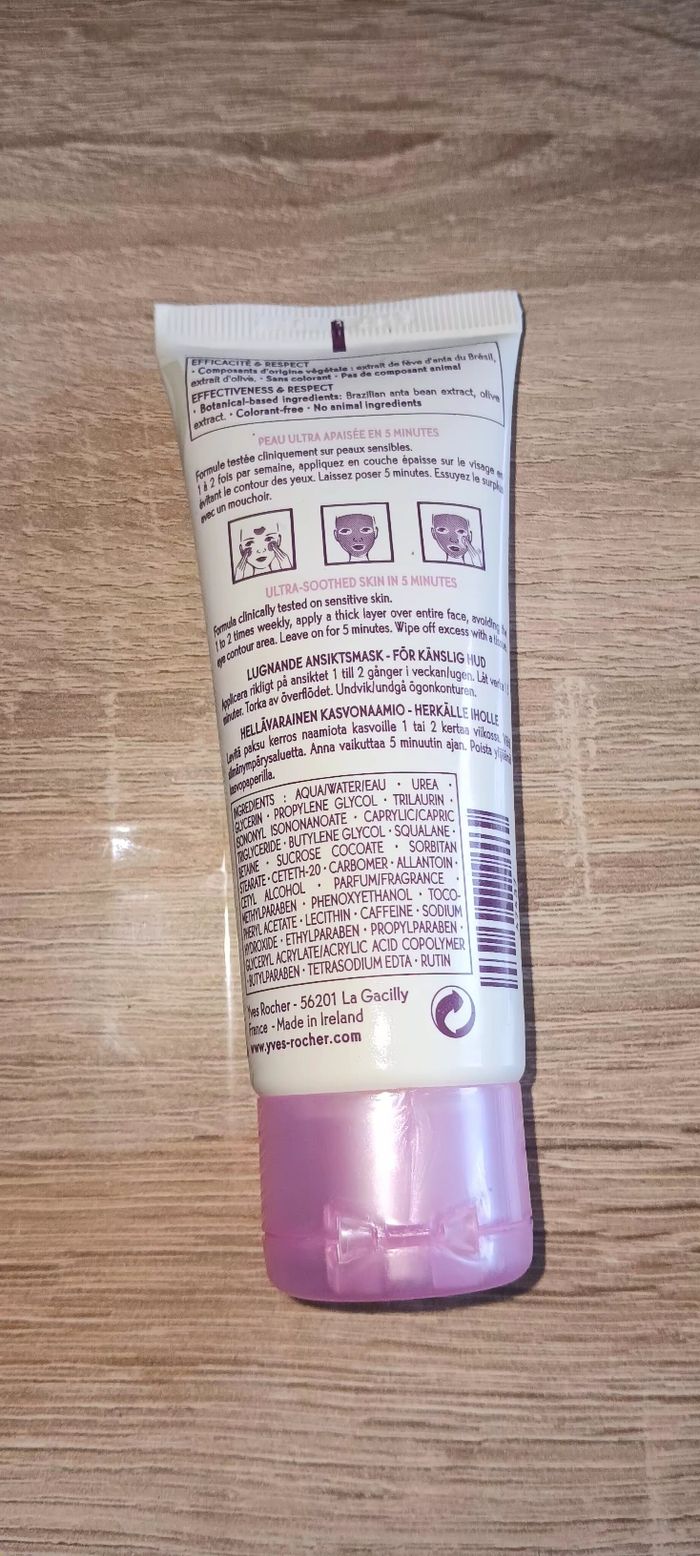 EFFICACITÉ & RESPECT
• Composants d'origine végétale : extrait de fève d'anta du Brésil,
extrait d'olive. • Sans colorant • Pas de composant animal
EFFECTIVENESS & RESPECT
• Botanical-based ingredients: Brazilian anta bean extract, olive
extract. • Colorant-free • No animal ingredients
PEAU ULTRA APAISÉE EN 5 MINUTES
Formule testée cliniquement sur peaux sensibles.
1 à 2 fois par semaine, appliquez en couche épaisse sur le visage en
évitant le contour des yeux. Laissez poser 5 minutes. Essuyez le surplus
avec un mouchoir.
ULTRA-SOOTHED SKIN IN 5 MINUTES
Formula clinically tested on sensitive skin.
1 to 2 times weekly, apply a thick layer over entire face, avoiding the
eye contour area. Leave on for 5 minutes. Wipe off excess with a tissue.
LUGNANDE ANSIKTSMASK - FÖR KÄNSLIG HUD
Applicera rikligt på ansiktet 1 till 2 gånger i veckan/ugen. Låt
minuter. Torka av överflödet. Undvik/undgå ögonkonturen.
HELLÄVARAINEN KASVONAAMIO - HERKÄLLE IHOLLE
Levitä paksu kerros naamiota kasvoille 1 tai 2 kertaa viikossa.
silmänympärysaluetta. Anna vaikuttaa 5 minuutin ajan. Poista
kasvopaperilla.
INGREDIENTS : AQUA/WATER/EAU • UREA •
GLYCERIN • PROPYLENE GLYCOL • TRILAURIN •
ISONONYL ISONONANOATE • CAPRYLIC/CAPRIC
TRIGLYCERIDE • BUTYLENE GLYCOL • SQUALANE •
BETAINE • SUCROSE COCOATE • SORBITAN
STEARATE • CETETH-20 • CARBOMER • ALLANTOIN •
CETYL ALCOHOL • PARFUM/FRAGRANCE •
METHYLPARABEN • PHENOXYETHANOL • TOCO-
PHERYL ACETATE • LECITHIN • CAFFEINE • SODIUM
HYDROXIDE • ETHYLPARABEN • PROPYLPARABEN •
GLYCERYL ACRYLATE/ACRYLIC ACID COPOLYMER
• BUTYLPARABEN • TETRASODIUM EDTA • RUTIN
Yves Rocher - 56201 La Gacilly
France - Made in Ireland
www.yves-rocher.com